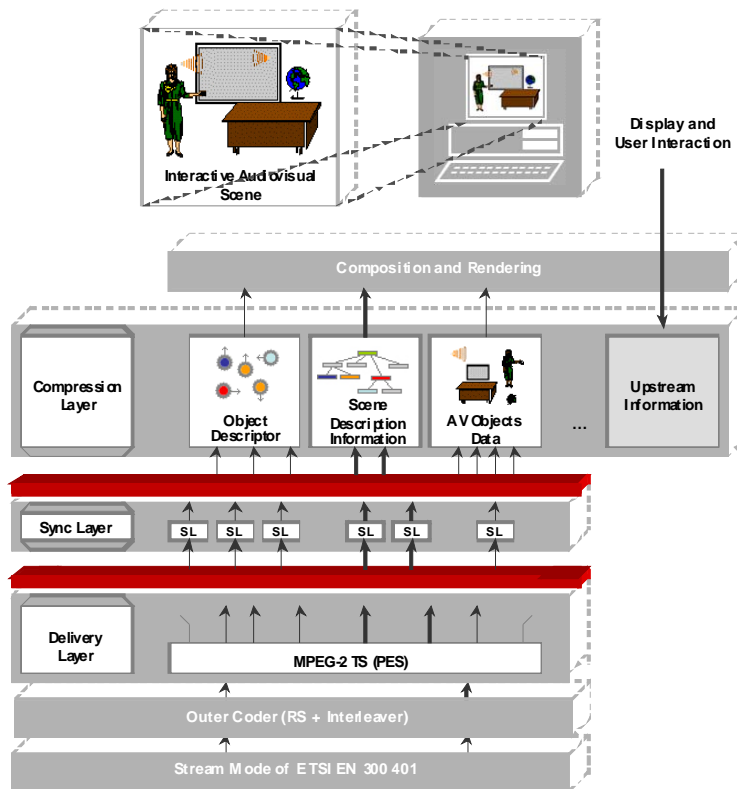 Interactive Audiovisual
Scene
Display and
User Interaction
Composition and Rendering
Compression
Layer
Object
Descriptor
Scene
Description
Information
AV Objects
Data
...
Upstream
Information
Sync Layer
SL
SL
SL
SL
SL
SL
Delivery
Layer
MPEG-2 TS (PES)
Outer Coder (RS + Interleaver)
Stream Mode of ETSI EN 300 401